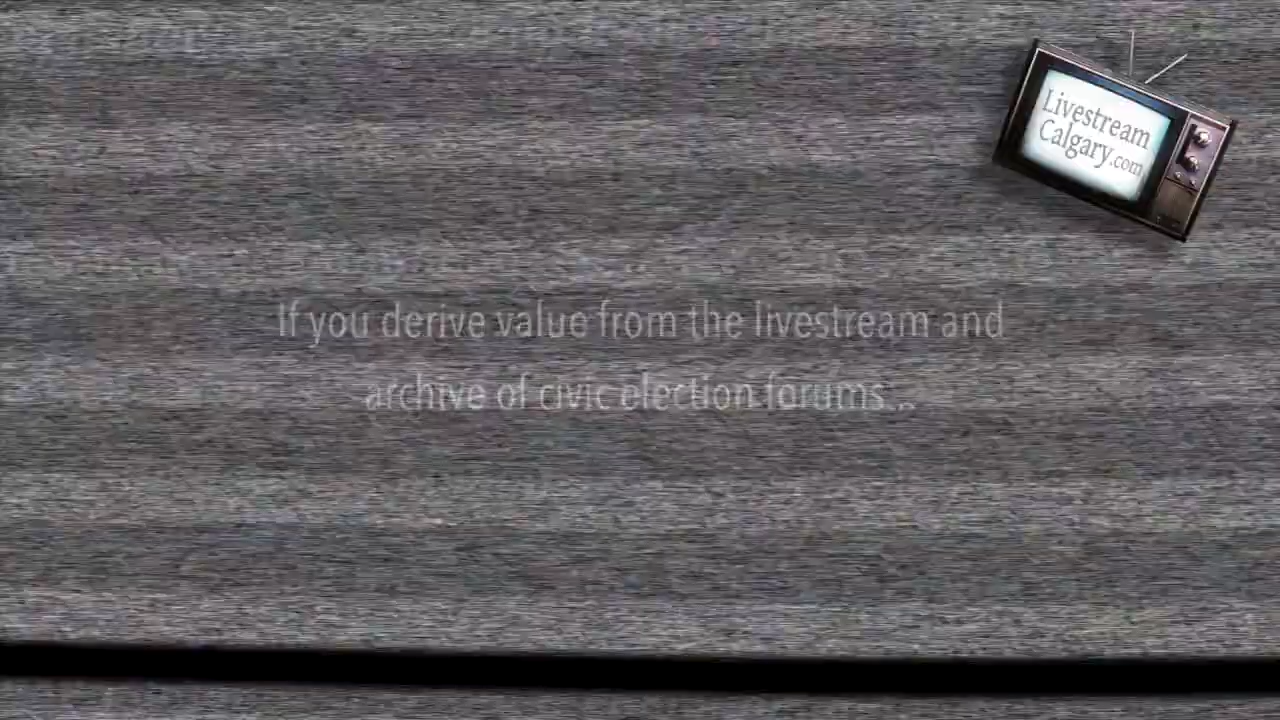 Livestream
Calgary.com
If you derive value from the livestream and
archive of civic election forums...